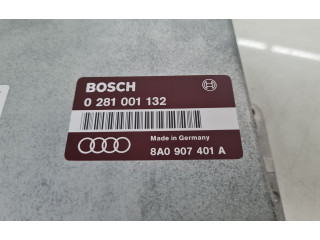 BOSCH
0 281 001 132
Made in Germany
8A0 907 401 A